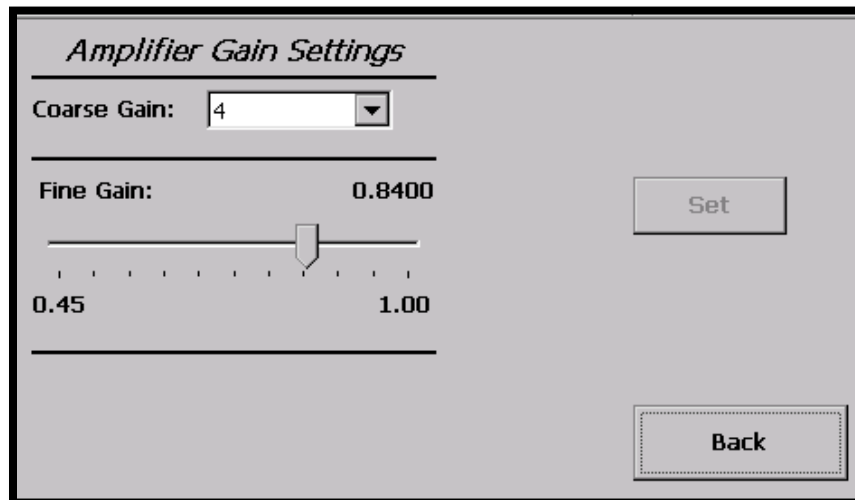 Amplifier Gain Settings
Coarse Gain: 4
Fine Gain: 0.8400
Set
0.45 1.00
Back